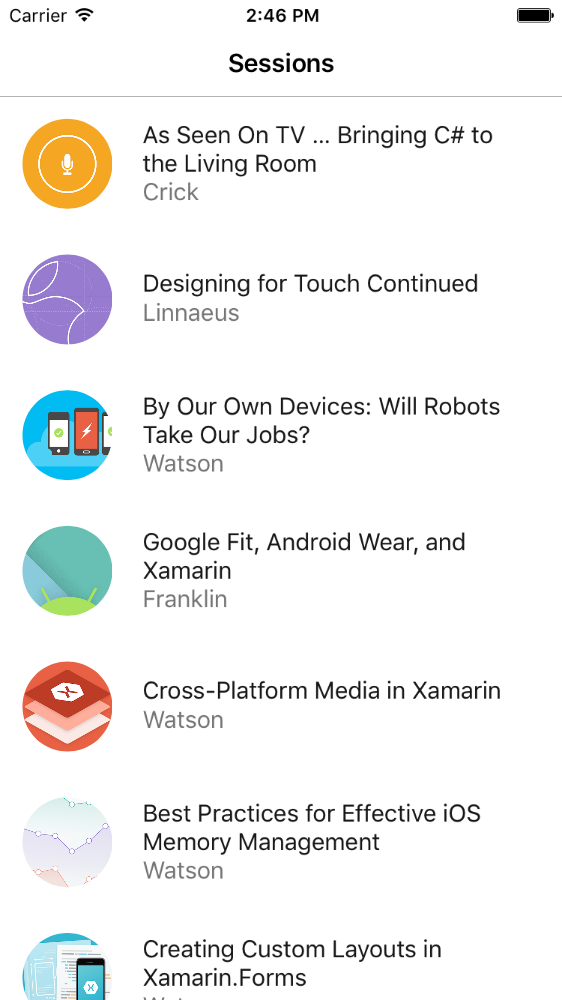 Carrier 2:46 PM
Sessions
As Seen On TV ... Bringing C# to
the Living Room
Crick
Designing for Touch Continued
Linnaeus
By Our Own Devices: Will Robots
Take Our Jobs?
Watson
Google Fit, Android Wear, and
Xamarin
Franklin
Cross-Platform Media in Xamarin
Watson
Best Practices for Effective iOS
Memory Management
Watson
Creating Custom Layouts in
Xamarin.Forms